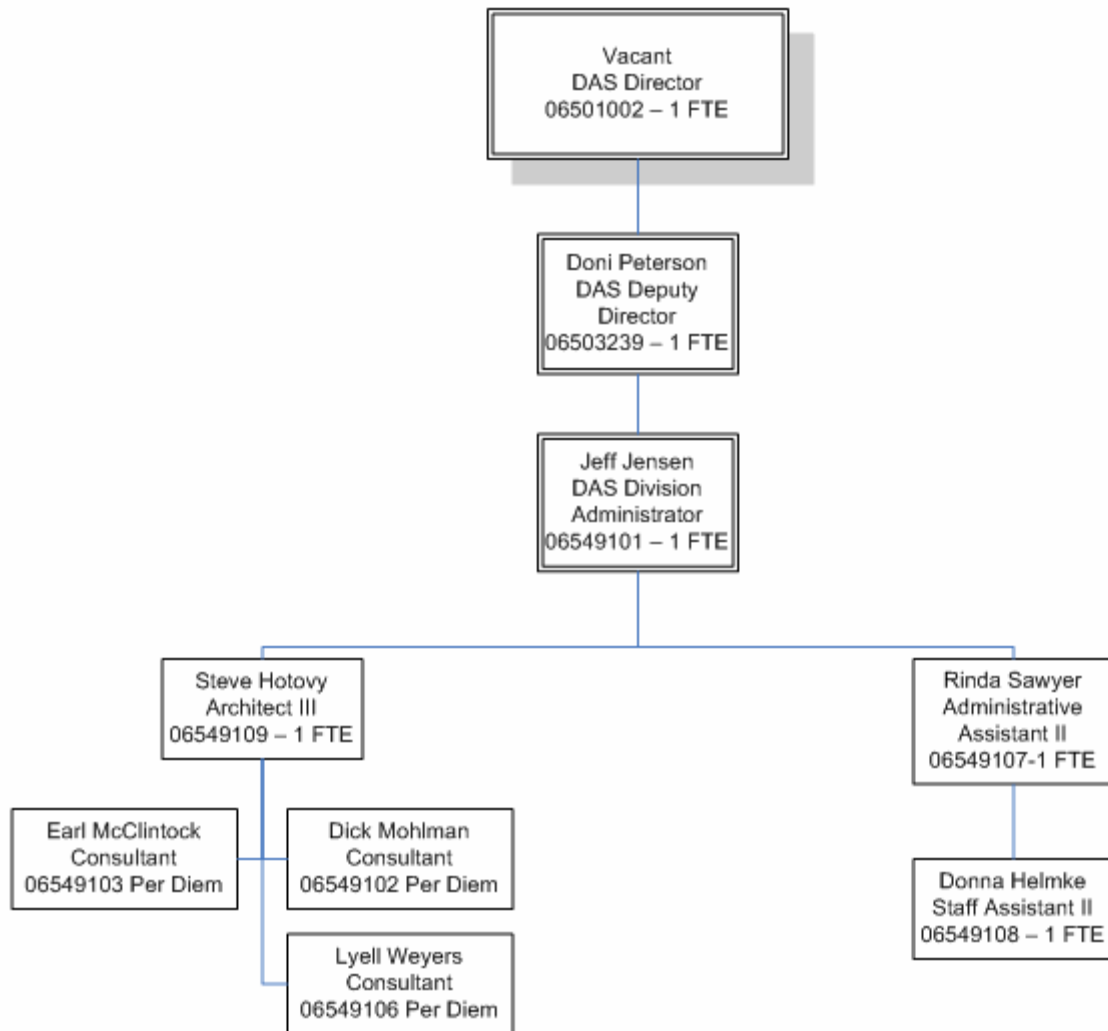 Vacant
DAS Director
06501002 – 1 FTE
Doni Peterson
DAS Deputy
Director
06503239 – 1 FTE
Jeff Jensen
DAS Division
Administrator
06549101 – 1 FTE
Steve Hotovy
Architect III
06549109 – 1 FTE
Rinda Sawyer
Administrative
Assistant II
06549107-1 FTE
Earl McClintock
Consultant
06549103 Per Diem
Dick Mohlman
Consultant
06549102 Per Diem
Donna Helmke
Staff Assistant II
06549108 – 1 FTE
Lyell Weyers
Consultant
06549106 Per Diem